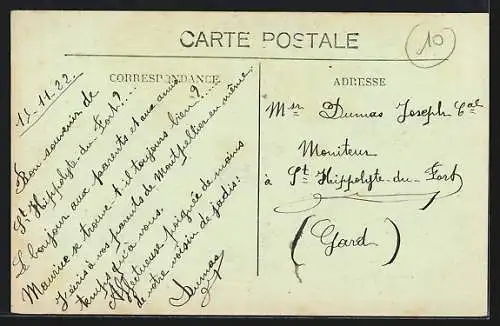 CARTE POSTALE
10
CORRESPONDANCE
ADRESSE
11-11-22
Bon souvenir de
St Hippolyte du Fort ?...
Le bonjour aux parents et aux amis.
Maurice se trouve t-il toujours bien ?....
J'écris à vos parents de Montpellier en même
temps qu'à vous.
Affectueuse poignée de mains
de votre voisin de jadis:
Dumas
Msr Dumas Joseph Cal
Moniteur
à St Hippolyte-du-Fort
(Gard)